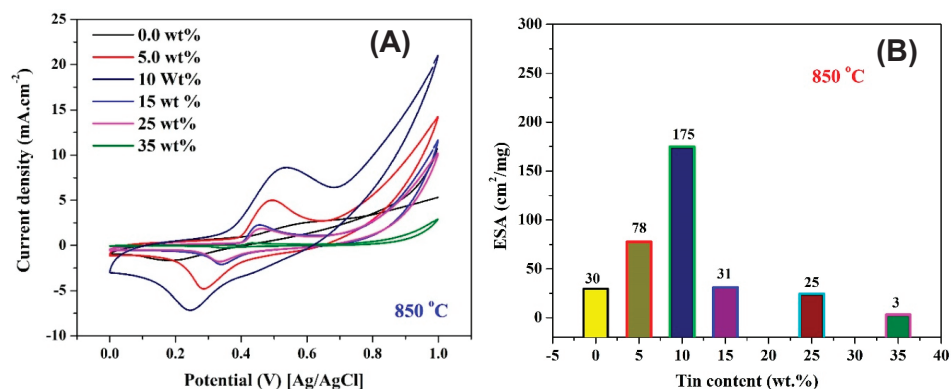 (A)
0.0 wt%
5.0 wt%
10 Wt%
15 wt %
25 wt%
35 wt%
850 °C
Current density (mA.cm-2)
25
20
15
10
5
0
-5
-10
0.0 0.2 0.4 0.6 0.8 1.0
Potential (V) [Ag/AgCl]
(B)
850 °C
ESA (cm2/mg)
300
250
200
150
100
50
0
30 78 175 31 25 3
-5 0 5 10 15 20 25 30 35 40
Tin content (wt.%)